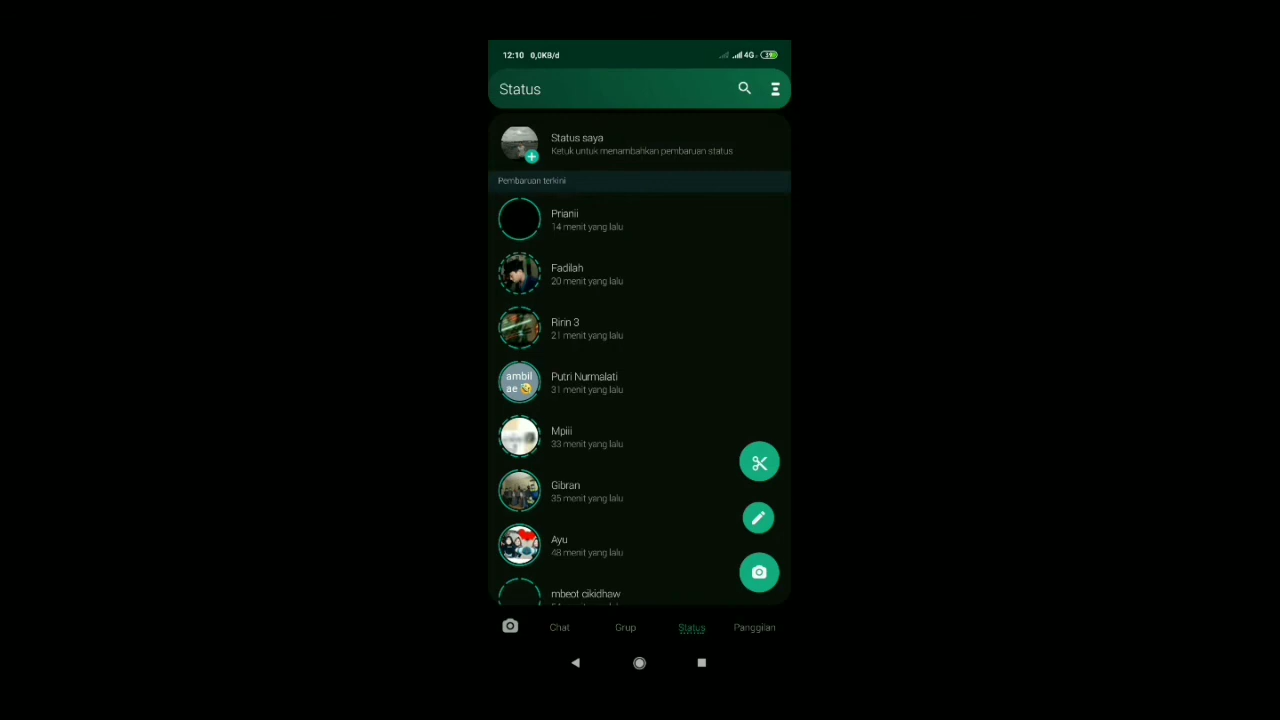 12:10 0,0KB/d 4G 39
Status
Status saya
Ketuk untuk menambahkan pembaruan status
Pembaruan terkini
Prianii
14 menit yang lalu
Fadilah
20 menit yang lalu
Ririn 3
21 menit yang lalu
ambil
ae 🤣
Putri Nurmalati
31 menit yang lalu
Mpiii
33 menit yang lalu
Gibran
35 menit yang lalu
Ayu
48 menit yang lalu
mbeot cikidhaw
Chat Grup Status Panggilan